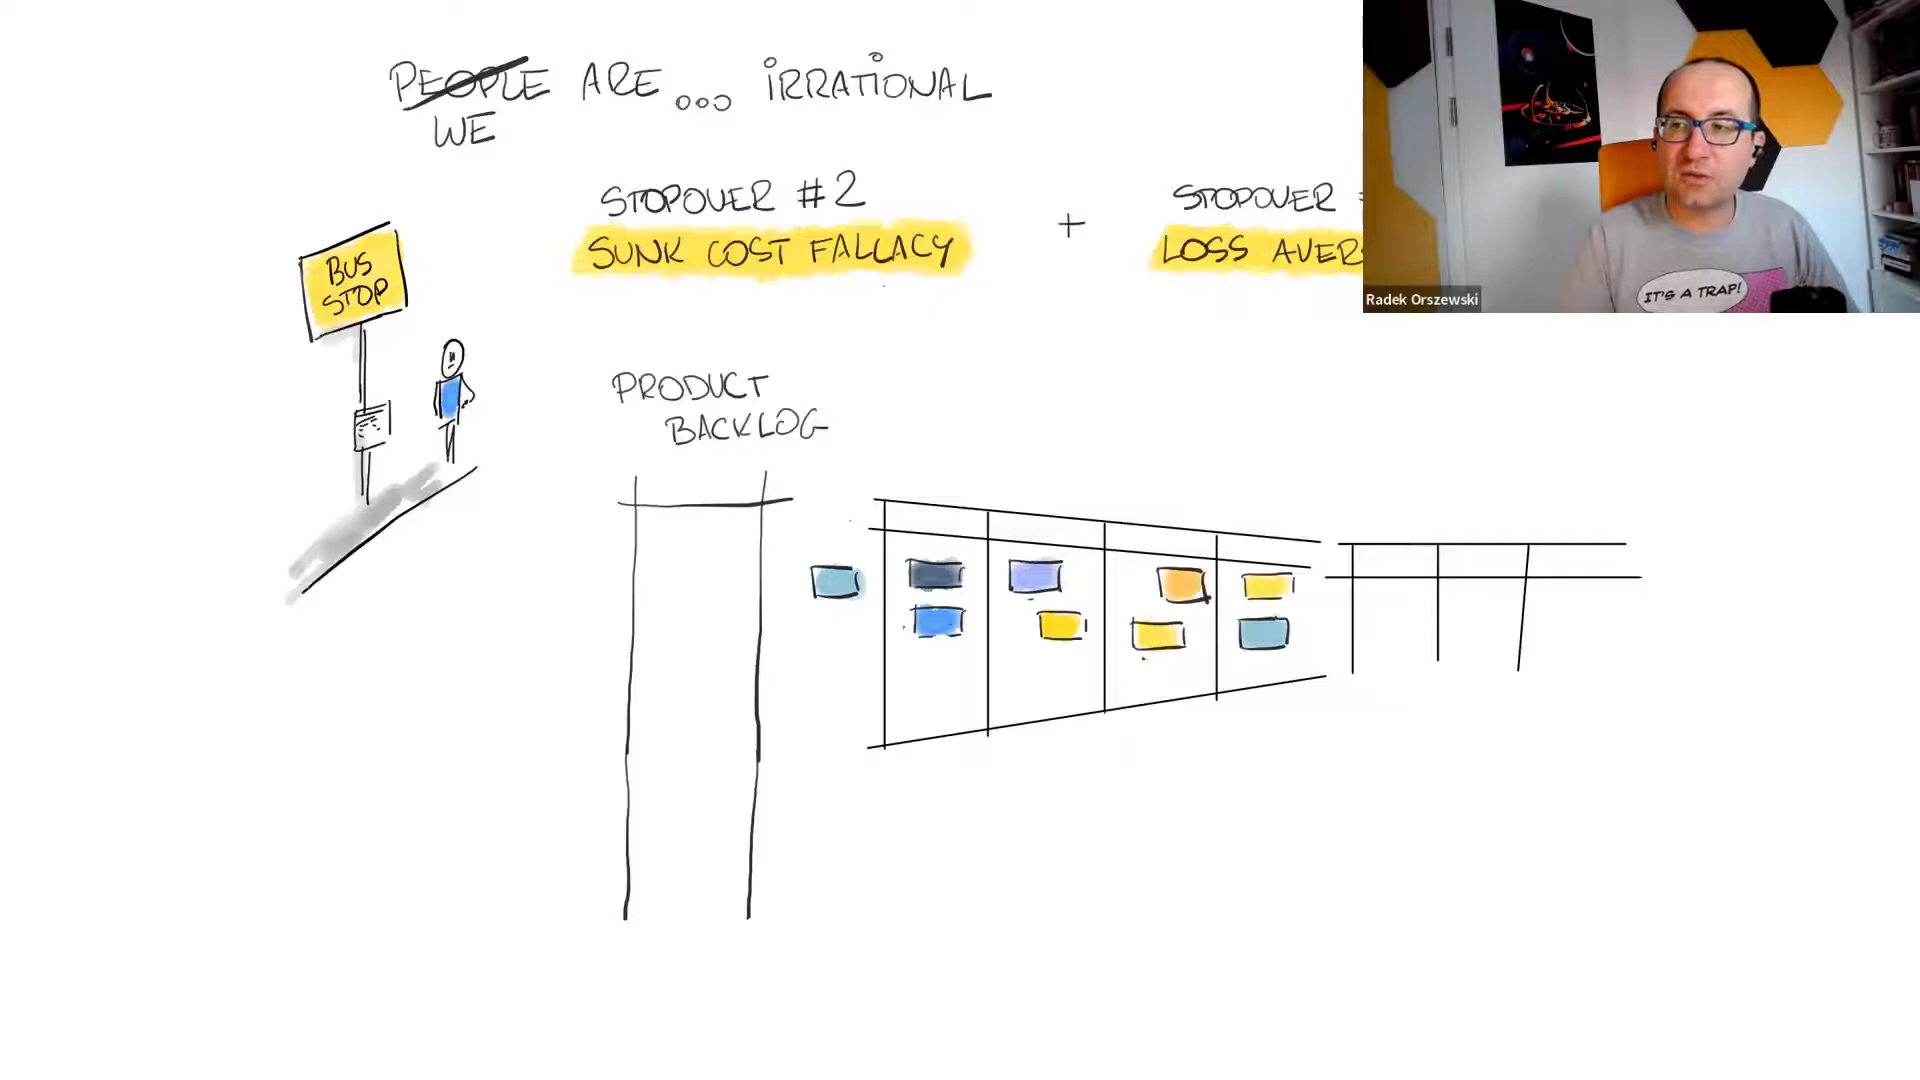 PEOPLE ARE... IRRATIONAL
WE
STOPOVER #2
SUNK COST FALLACY
+
STOPOVER
LOSS AVER
BUS
STOP
PRODUCT
BACKLOG
IT'S A TRAP!
Radek Orszewski